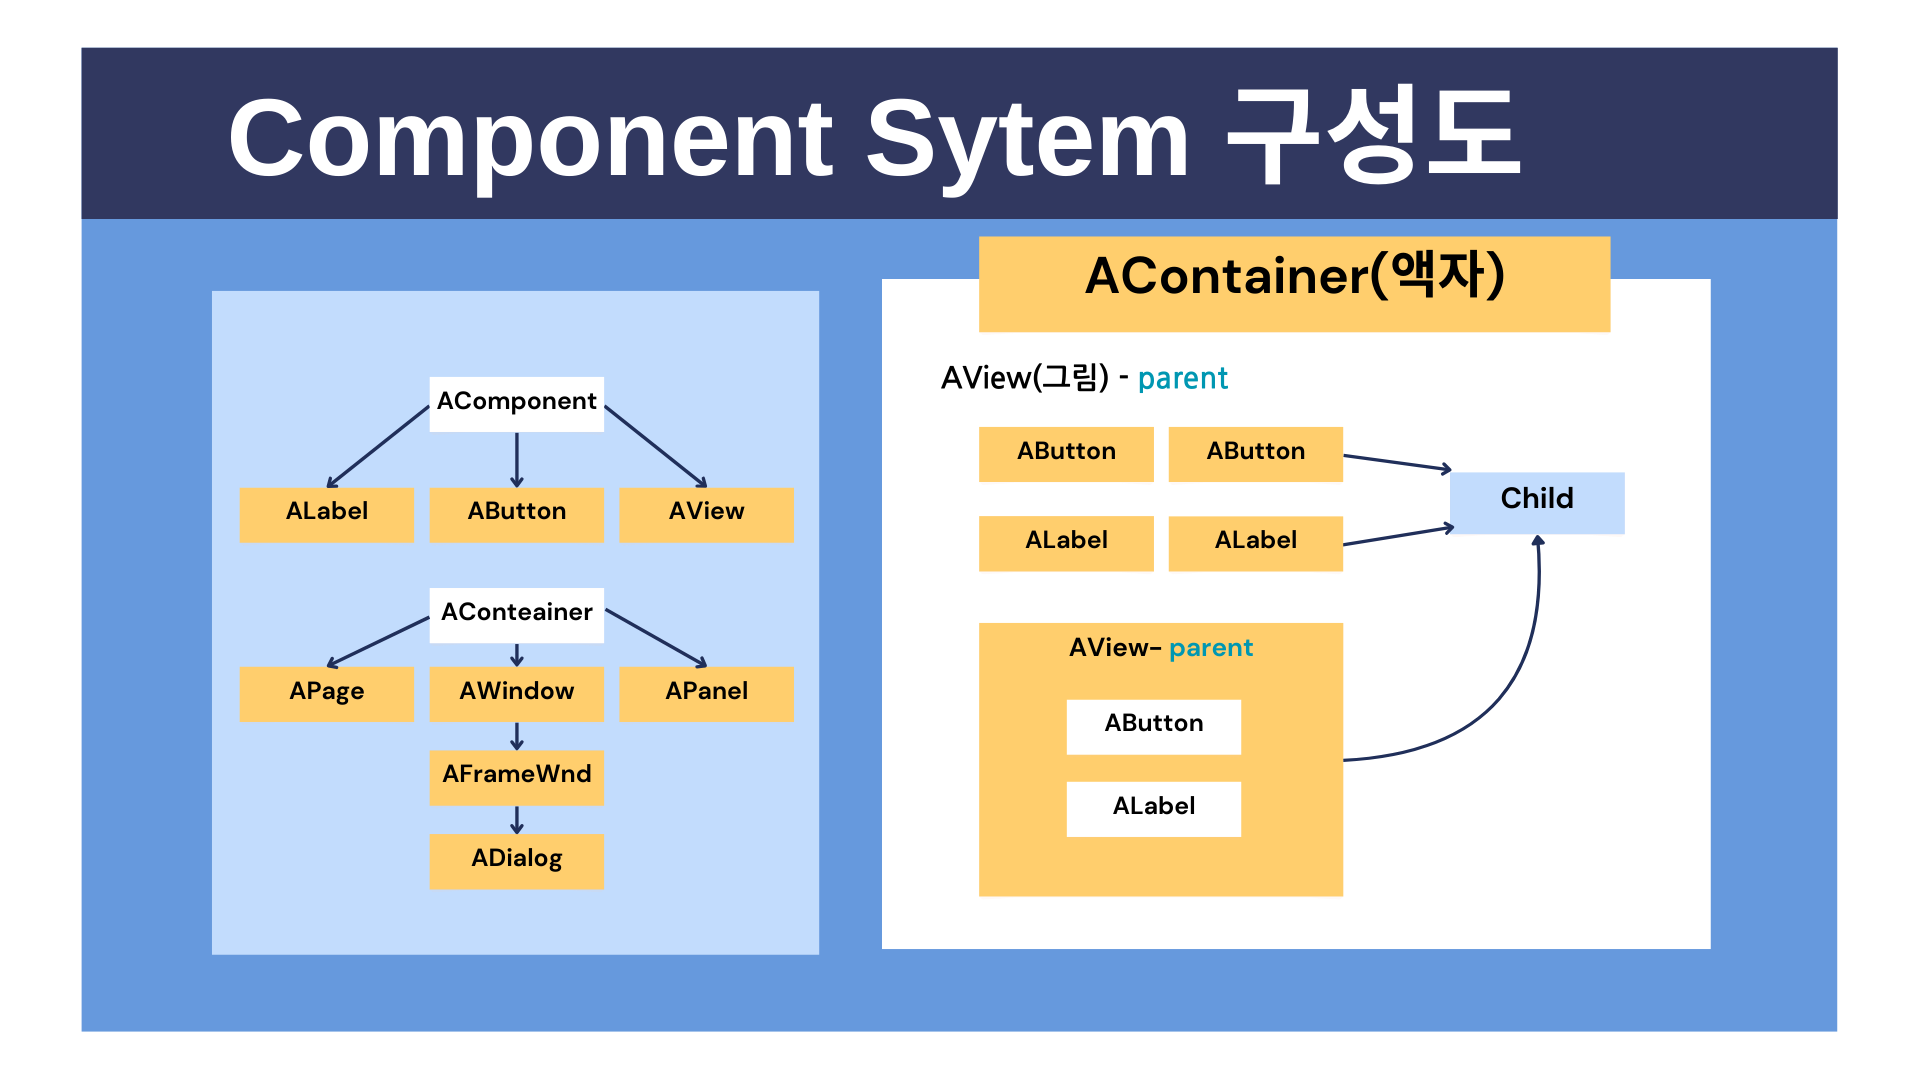 Component Sytem 구성도
AComponent
ALabel
AButton
AView
AConteainer
APage
AWindow
APanel
AFrameWnd
ADialog
AContainer(액자)
AView(그림) - parent
AButton
AButton
Child
ALabel
ALabel
AView- parent
AButton
ALabel